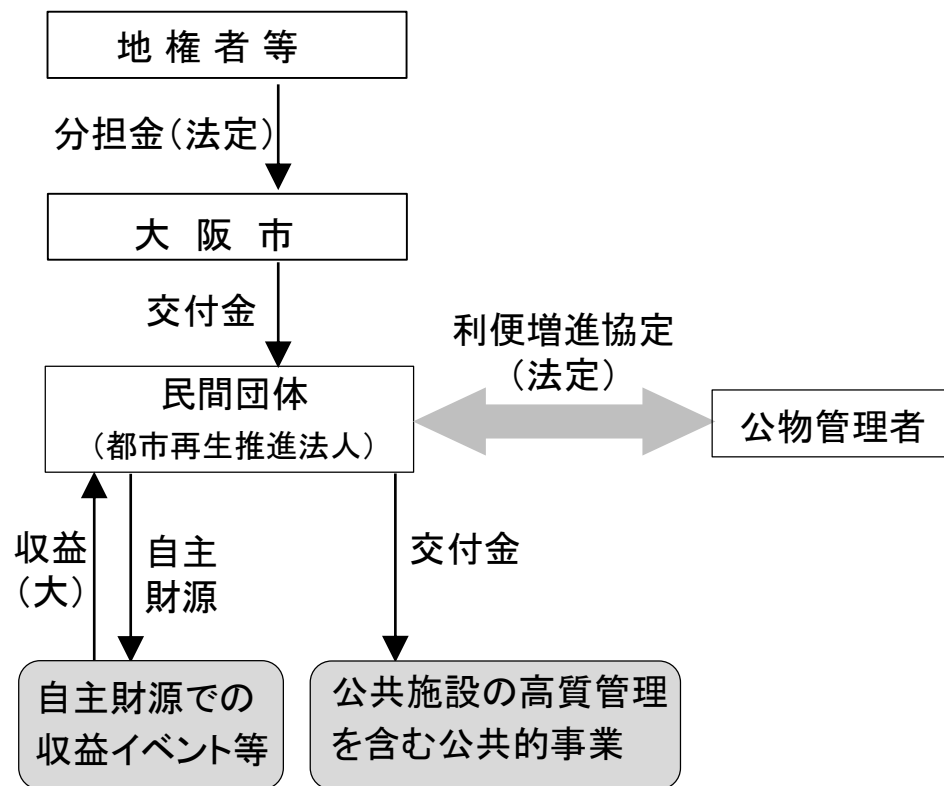 地権者等
分担金(法定)
大阪市
交付金
利便増進協定
(法定)
民間団体
(都市再生推進法人)
公物管理者
収益
(大)
自主
財源
交付金
自主財源での
収益イベント等
公共施設の高質管理
を含む公共的事業